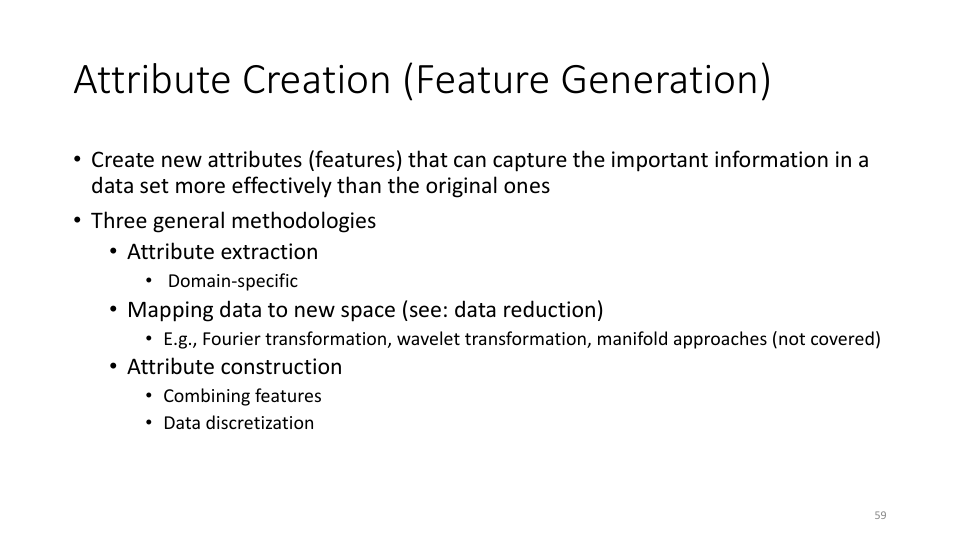 Attribute Creation (Feature Generation)
• Create new attributes (features) that can capture the important information in a
data set more effectively than the original ones
• Three general methodologies
• Attribute extraction
• Domain-specific
• Mapping data to new space (see: data reduction)
• E.g., Fourier transformation, wavelet transformation, manifold approaches (not covered)
• Attribute construction
• Combining features
• Data discretization
59